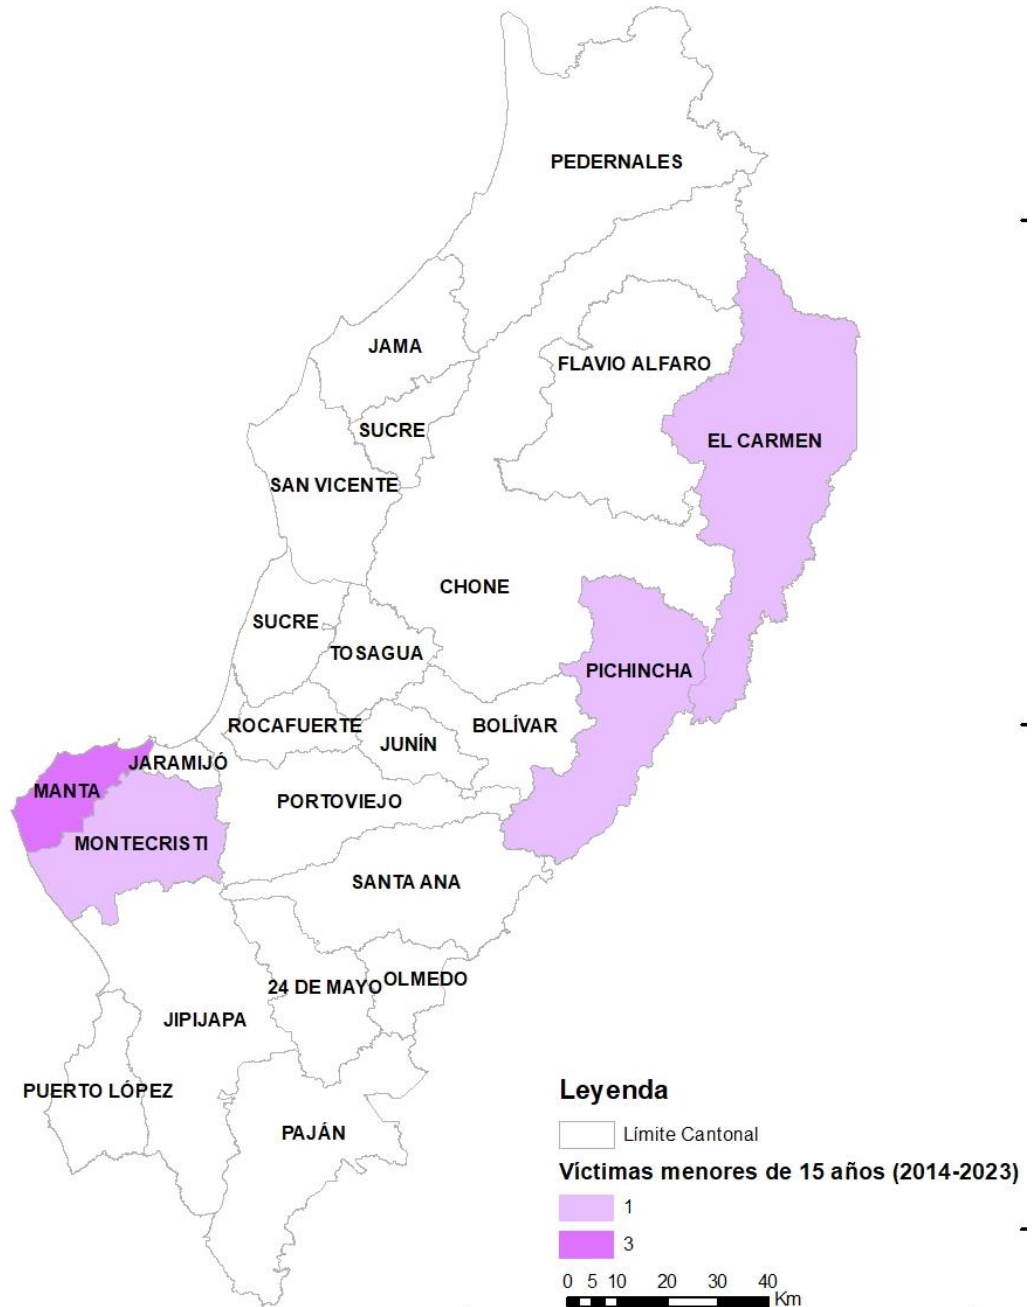 PEDERNALES
JAMA
FLAVIO ALFARO
SUCRE
EL CARMEN
SAN VICENTE
CHONE
SUCRE
TOSAGUA
PICHINCHA
ROCAFUERTE
BOLÍVAR
JUNÍN
JARAMIJÓ
MANTA
PORTOVIEJO
MONTECRISTI
SANTA ANA
24 DE MAYO
OLMEDO
JIPIJAPA
PUERTO LÓPEZ
PAJÁN
Leyenda
Límite Cantonal
Víctimas menores de 15 años (2014-2023)
1
3
0 5 10 20 30 40
Km